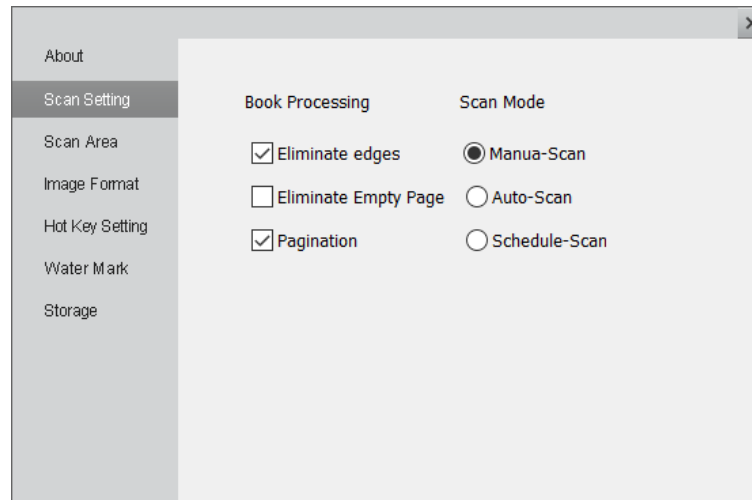 About
Scan Setting
Scan Area
Image Format
Hot Key Setting
Water Mark
Storage
Book Processing
Eliminate edges
Eliminate Empty Page
Pagination
Scan Mode
Manua-Scan
Auto-Scan
Schedule-Scan